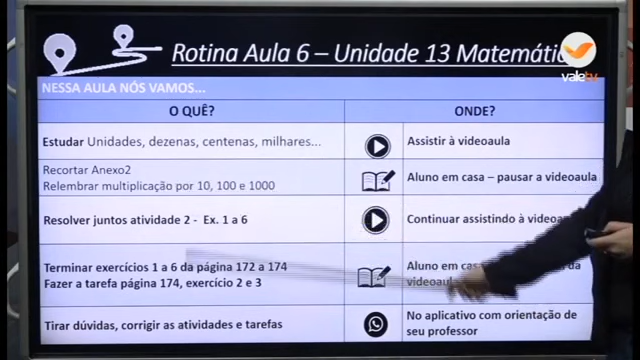 Rotina Aula 6 – Unidade 13 Matemátic
valetv
NESSA AULA NÓS VAMOS...
O QUÊ?
ONDE?
Estudar Unidades, dezenas, centenas, milhares...
Assistir à videoaula
Recortar Anexo2
Relembrar multiplicação por 10, 100 e 1000
Aluno em casa – pausar a videoaula
Resolver juntos atividade 2 - Ex. 1 a 6
Continuar assistindo à videoa
Terminar exercícios 1 a 6 da página 172 a 174
Fazer a tarefa página 174, exercício 2 e 3
Aluno em cas
da
videoaul
Tirar dúvidas, corrigir as atividades e tarefas
No aplicativo com orientação de
seu professor